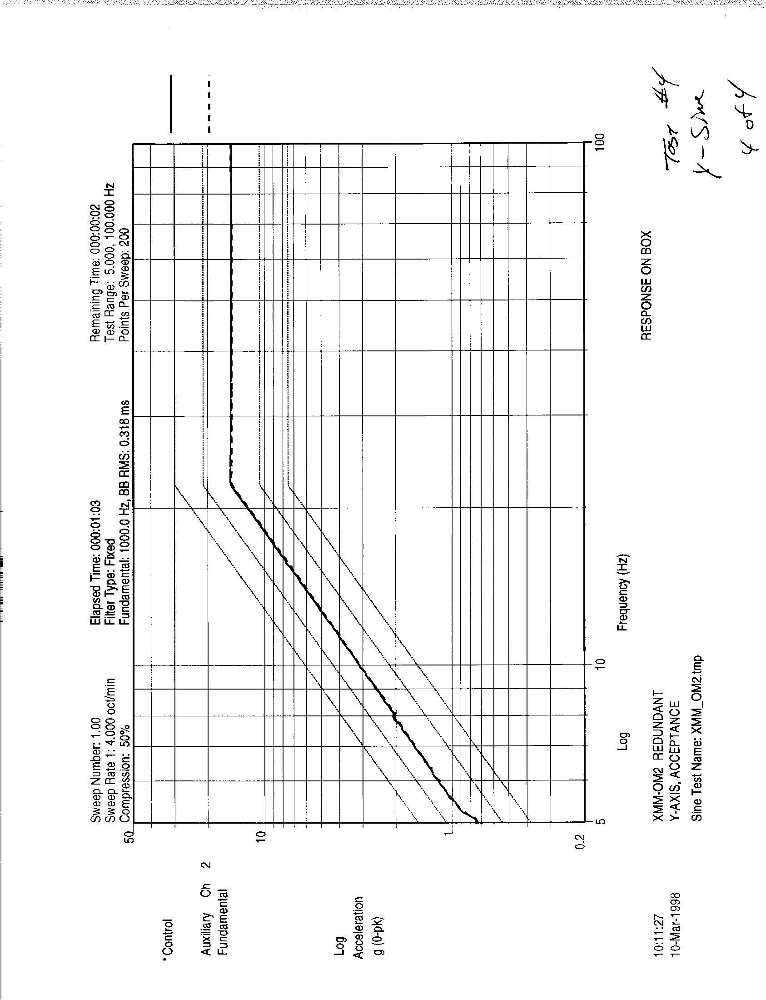 Sweep Number: 1.00
Elapsed Time: 000:01:03
Remaining Time: 000:00:02
Sweep Rate 1: 4.000 oct/min
Filter Type: Fixed
Test Range: 5.000, 100.000 Hz
Compression: 50%
Fundamental: 1000.0 Hz, BB RMS: 0.318 ms
Points Per Sweep: 200
*Control
Auxiliary Ch 2
Fundamental
Log
Acceleration
g (0-pk)
50
10
1
0.2
5
10
100
Log
Frequency (Hz)
RESPONSE ON BOX
10:11:27
10-Mar-1998
XMM-OM2 REDUNDANT
Y-AXIS, ACCEPTANCE
Sine Test Name: XMM_OM2.tmp
Test #4
Y-Sine
4 of 4